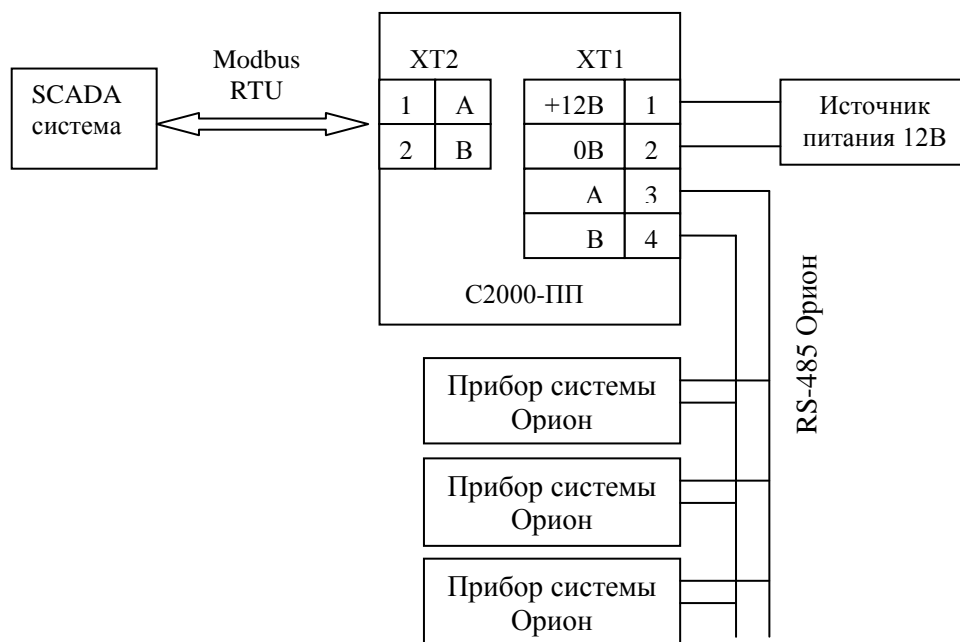 SCADA
система
Modbus
RTU
XT2
1 A
2 B
XT1
+12В 1
0В 2
A 3
B 4
С2000-ПП
Источник
питания 12В
RS-485 Орион
Прибор системы
Орион
Прибор системы
Орион
Прибор системы
Орион